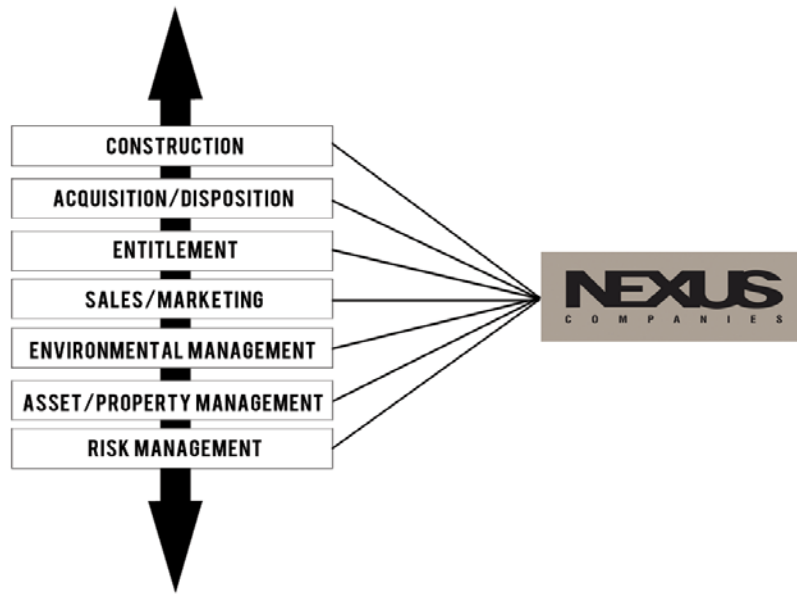 CONSTRUCTION
ACQUISITION/DISPOSITION
ENTITLEMENT
SALES/MARKETING
ENVIRONMENTAL MANAGEMENT
ASSET/PROPERTY MANAGEMENT
RISK MANAGEMENT
NEXUS
COMPANIES